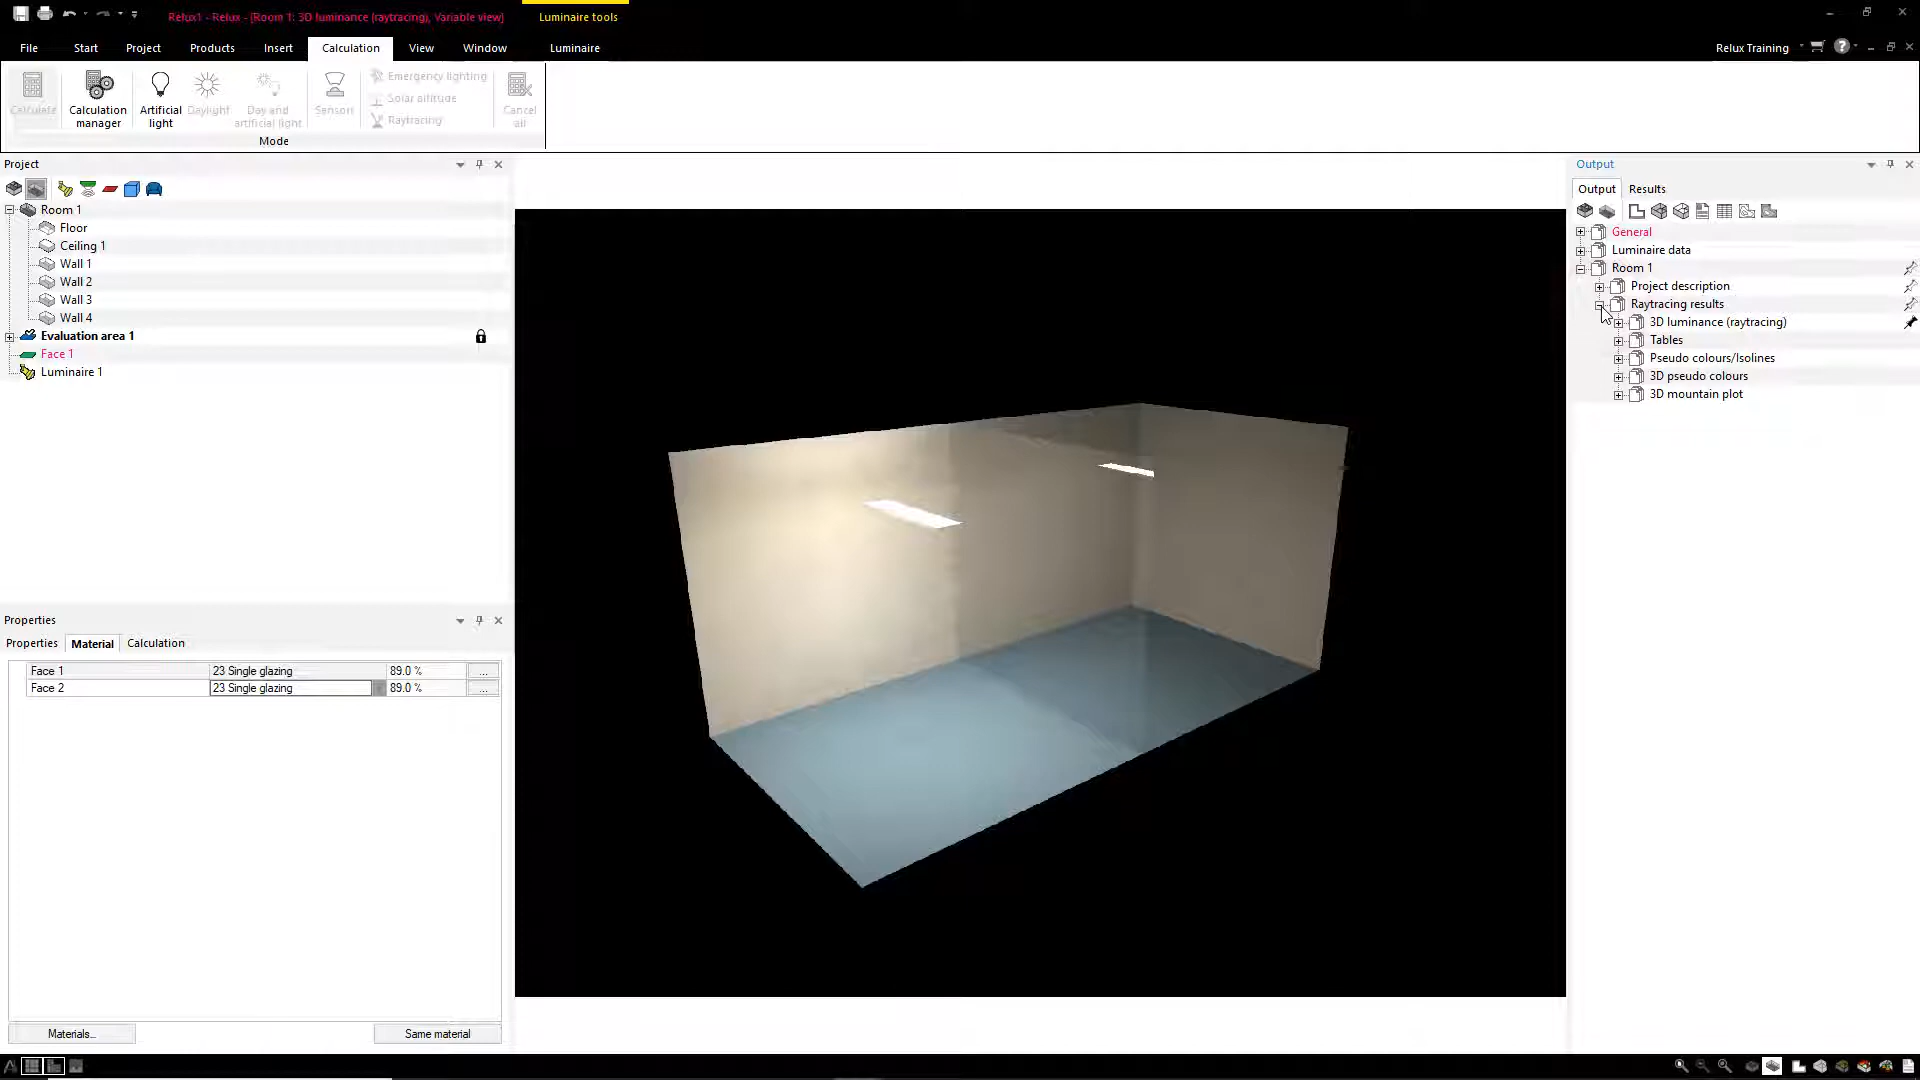 Relux1 - Relux - [Room 1: 3D luminance (raytracing), Variable view]
Luminaire tools
File
Start
Project
Products
Insert
Calculation
View
Window
Luminaire
Relux Training
Calculate
Calculation manager
Artificial light
Daylight
Day and artificial light
Sensors
Emergency lighting
Solar altitude
Raytracing
Cancel all
Mode
Project
Room 1
Floor
Ceiling 1
Wall 1
Wall 2
Wall 3
Wall 4
Evaluation area 1
Face 1
Luminaire 1
Properties
Properties
Material
Calculation
Face 1 23 Single glazing 89.0 % ...
Face 2 23 Single glazing 89.0 % ...
Materials...
Same material
Output
Output
Results
General
Luminaire data
Room 1
Project description
Raytracing results
3D luminance (raytracing)
Tables
Pseudo colours/Isolines
3D pseudo colours
3D mountain plot